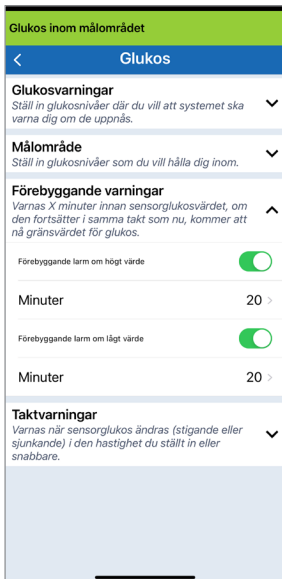 Glukos inom målområdet
Glukos
Glukosvarningar
Ställ in glukosnivåer där du vill att systemet ska
varna dig om de uppnås.
Målområde
Ställ in glukosnivåer som du vill hålla dig inom.
Förebyggande varningar
Varnas X minuter innan sensorglukosvärdet, om
den fortsätter i samma takt som nu, kommer att
nå gränsvärdet för glukos.
Förebyggande larm om högt värde
Minuter 20
Förebyggande larm om lågt värde
Minuter 20
Taktvarningar
Varnas när sensorglukos ändras (stigande eller
sjunkande) i den hastighet du ställt in eller
snabbare.